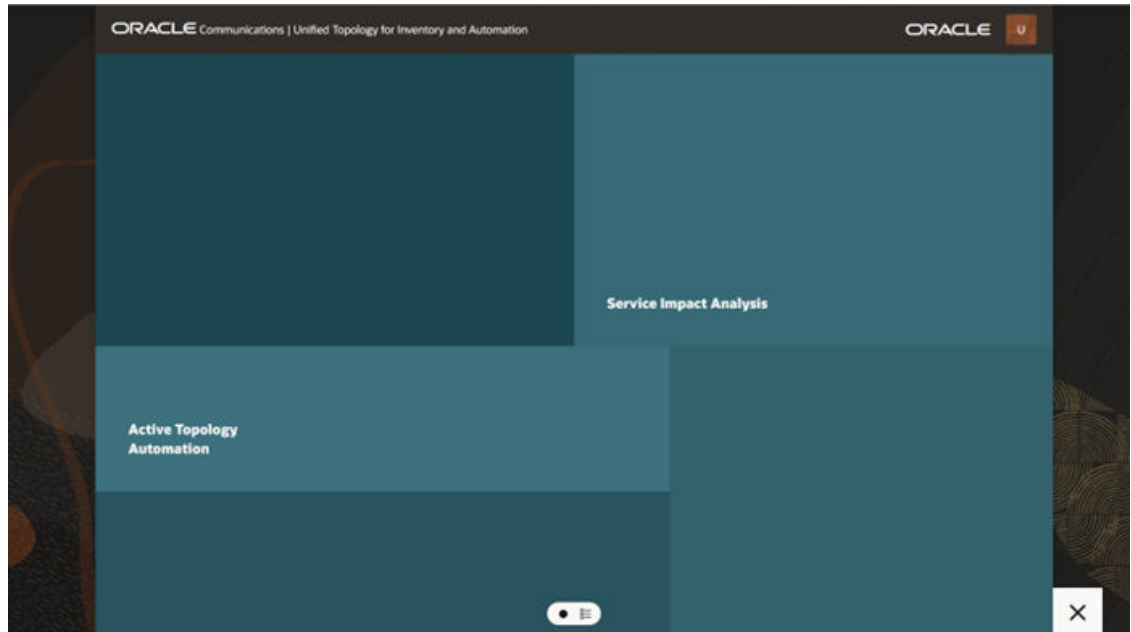 ORACLE Communications | Unified Topology for Inventory and Automation
ORACLE
U
Service Impact Analysis
Active Topology
Automation